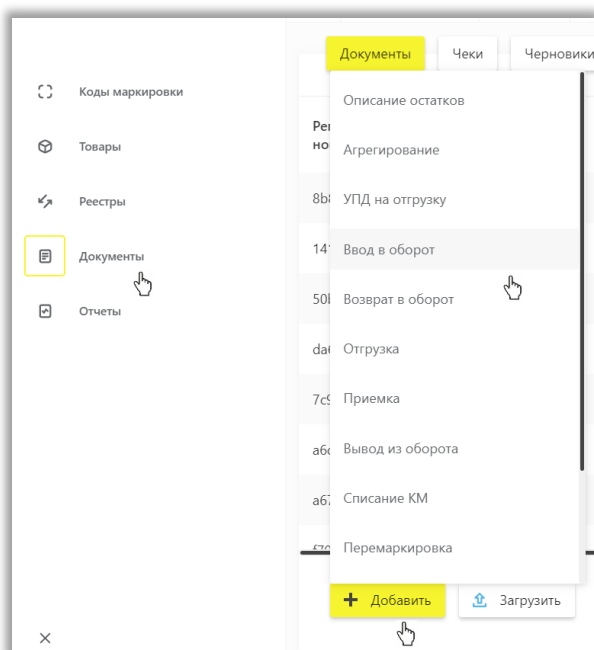 Документы
Чеки
Черновики
Коды маркировки
Товары
Реестры
Документы
Отчеты
Описание остатков
Агрегирование
УПД на отгрузку
Ввод в оборот
Возврат в оборот
Отгрузка
Приемка
Вывод из оборота
Списание КМ
Перемаркировка
Добавить
Загрузить